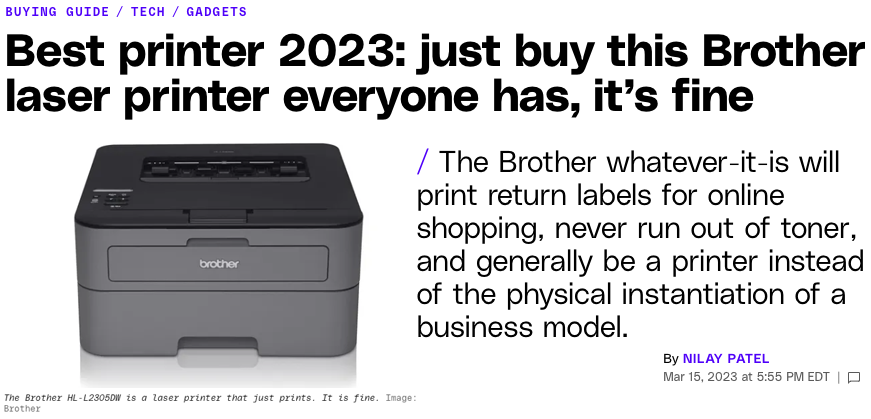 BUYING GUIDE / TECH / GADGETS
Best printer 2023: just buy this Brother
laser printer everyone has, it’s fine
brother
/ The Brother whatever-it-is will
print return labels for online
shopping, never run out of toner,
and generally be a printer instead
of the physical instantiation of a
business model.
By NILAY PATEL
Mar 15, 2023 at 5:55 PM EDT |
The Brother HL-L2305DW is a laser printer that just prints. It is fine. Image:
Brother